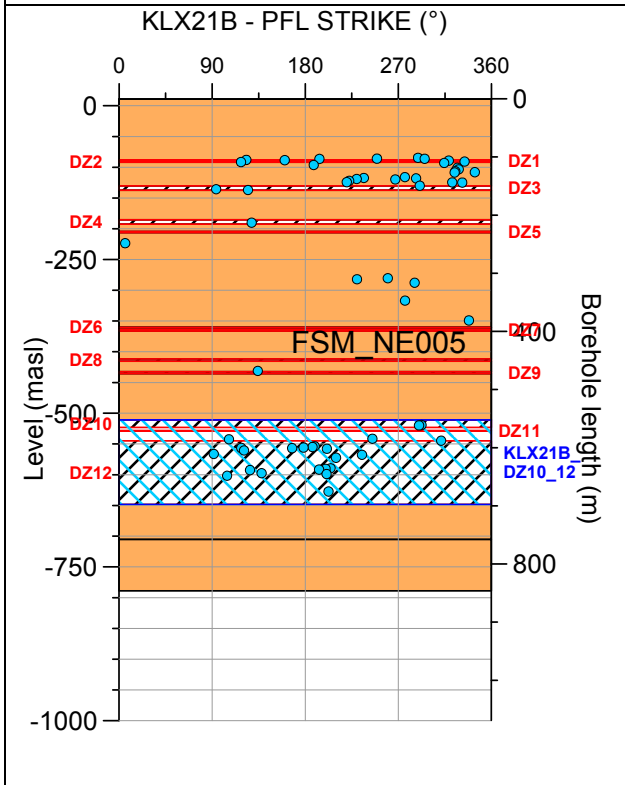 KLX21B - PFL STRIKE (°)
0 90 180 270 360
0 0
DZ2 DZ1
DZ3
DZ4
DZ5
-250
DZ6 400 DZ7
FSM_NE005
DZ8
DZ9
-500
DZ10
DZ11
KLX21B_
DZ12 DZ10_12
-750
800
-1000
Level (masl)
Borehole length (m)